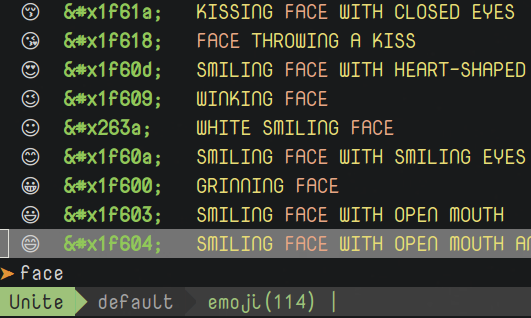 😚 &#x1f61a; KISSING FACE WITH CLOSED EYES
😘 &#x1f618; FACE THROWING A KISS
😍 &#x1f60d; SMILING FACE WITH HEART-SHAPED
😉 &#x1f609; WINKING FACE
☺ &#x263a; WHITE SMILING FACE
😊 &#x1f60a; SMILING FACE WITH SMILING EYES
😀 &#x1f600; GRINNING FACE
😃 &#x1f603; SMILING FACE WITH OPEN MOUTH
😄 &#x1f604; SMILING FACE WITH OPEN MOUTH AN
face
Unite default emoji(114) |